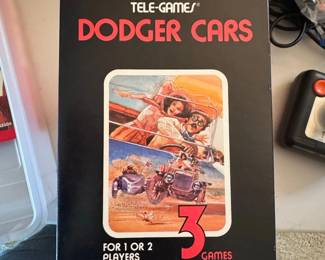 TELE-GAMES®
DODGER CARS
FOR 1 OR 2
PLAYERS
3
GAMES